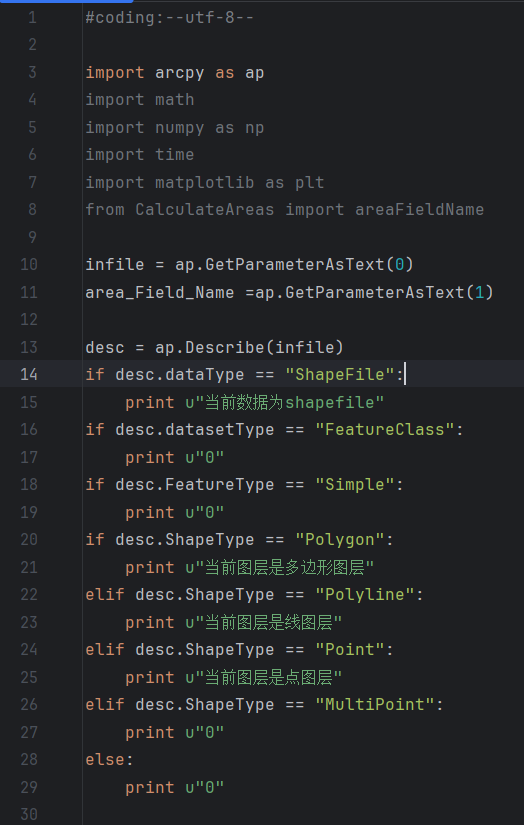 1 #coding:--utf-8--
2
3 import arcpy as ap
4 import math
5 import numpy as np
6 import time
7 import matplotlib as plt
8 from CalculateAreas import areaFieldName
9
10 infile = ap.GetParameterAsText(0)
11 area_Field_Name =ap.GetParameterAsText(1)
12
13 desc = ap.Describe(infile)
14 if desc.dataType == "ShapeFile":
15     print u"当前数据为shapefile"
16 if desc.datasetType == "FeatureClass":
17     print u"0"
18 if desc.FeatureType == "Simple":
19     print u"0"
20 if desc.ShapeType == "Polygon":
21     print u"当前图层是多边形图层"
22 elif desc.ShapeType == "Polyline":
23     print u"当前图层是线图层"
24 elif desc.ShapeType == "Point":
25     print u"当前图层是点图层"
26 elif desc.ShapeType == "MultiPoint":
27     print u"0"
28 else:
29     print u"0"
30